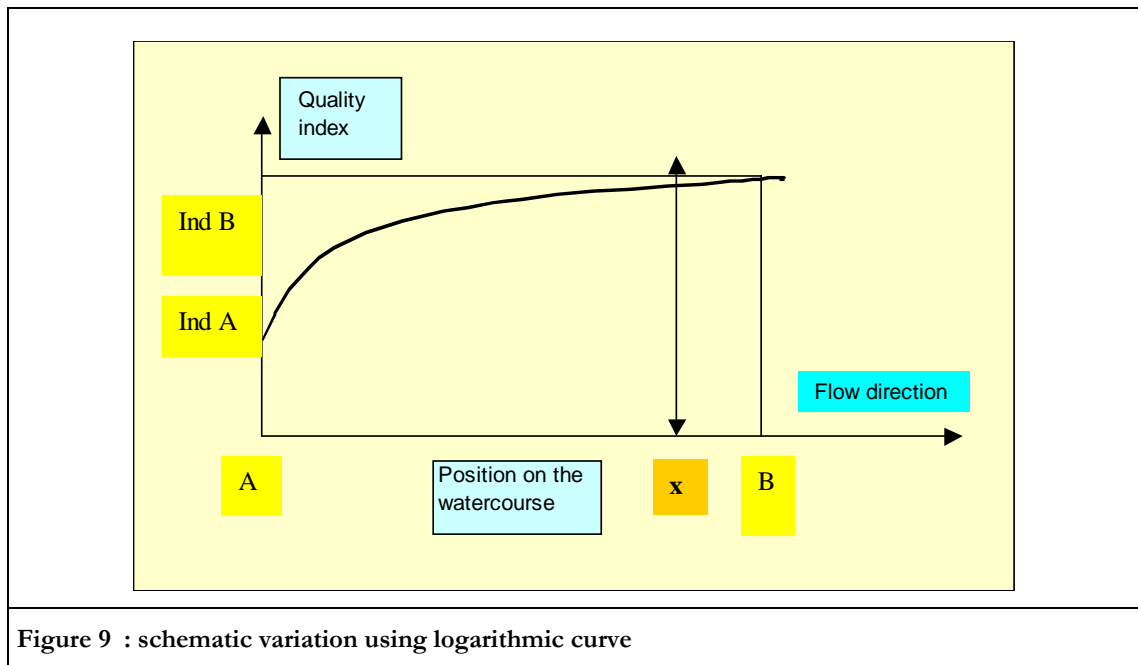 Quality
index
Ind B
Ind A
Flow direction
A
Position on the
watercourse
x
B
Figure 9 : schematic variation using logarithmic curve